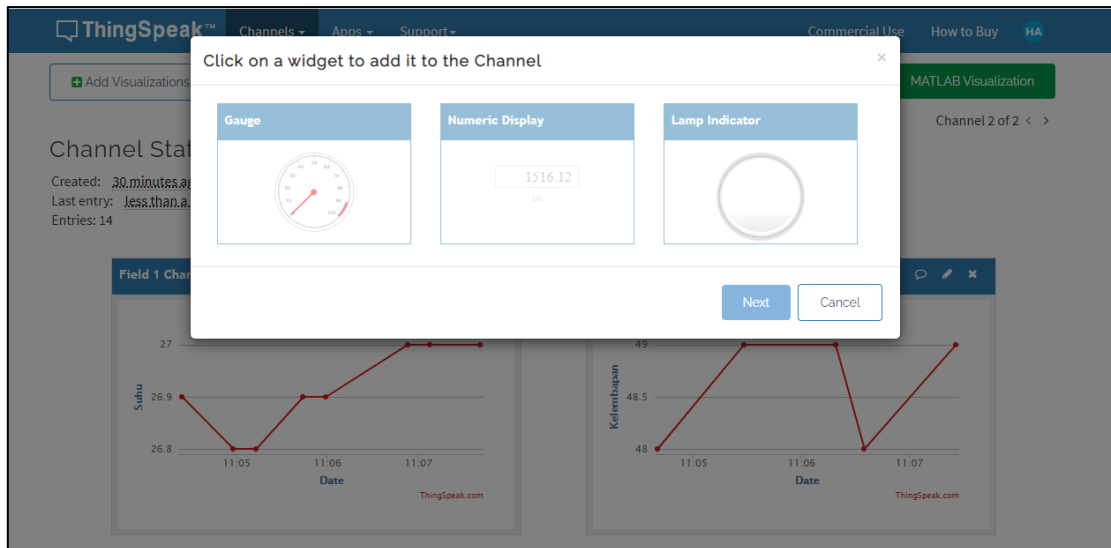 ThingSpeak™ Channels Apps Support Commercial Use How to Buy HA
Click on a widget to add it to the Channel ×
Add Visualizations MATLAB Visualization
Channel 2 of 2 < >
Gauge Numeric Display Lamp Indicator
1516.12
Channel Stat
Created: 30 minutes a
Last entry: less than a
Entries: 14
Next Cancel
Field 1 Char
27
26.9
26.8
Suhu
11:05 11:06 11:07
Date
ThingSpeak.com
49
48.5
48
Kelembapan
11:05 11:06 11:07
Date
ThingSpeak.com